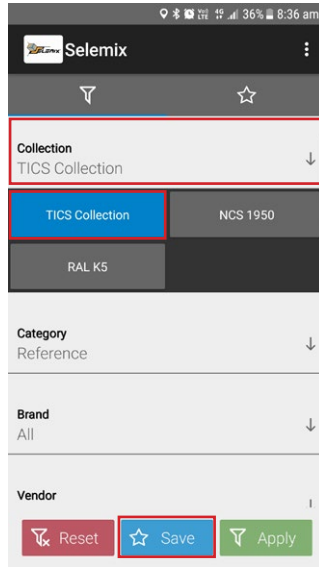 36% 8:36 am
SELEMIX Selemix
Collection
TICS Collection
TICS Collection NCS 1950
RAL K5
Category
Reference
Brand
All
Vendor
Reset Save Apply